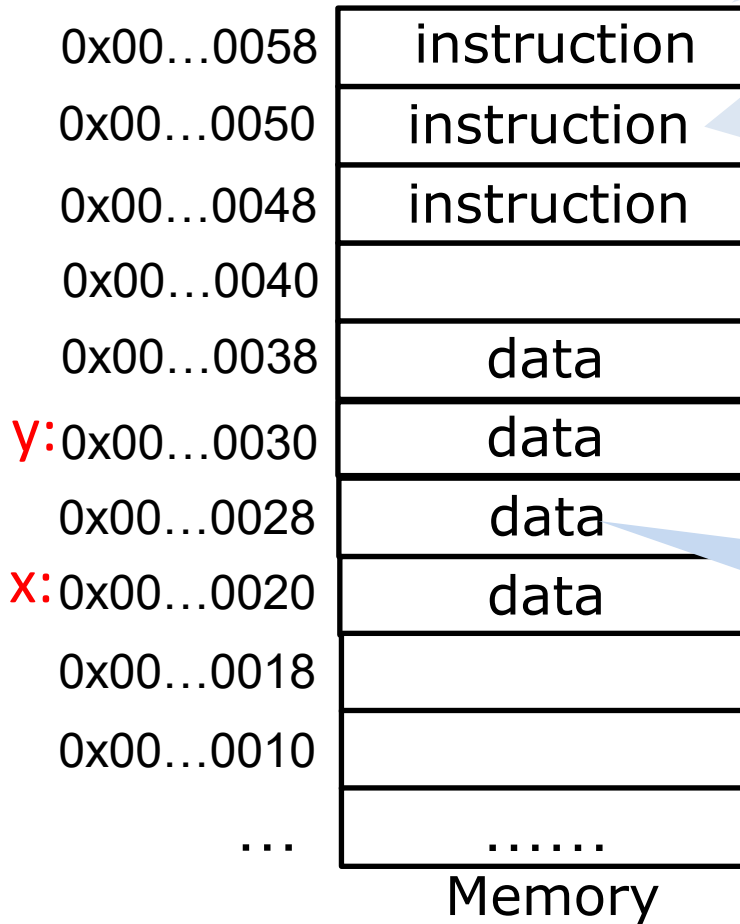 0x00…0058 instruction
0x00…0050 instruction
0x00…0048 instruction
0x00…0040
0x00…0038 data
y: 0x00…0030 data
0x00…0028 data
x: 0x00…0020 data
0x00…0018
0x00…0010
… ……
Memory